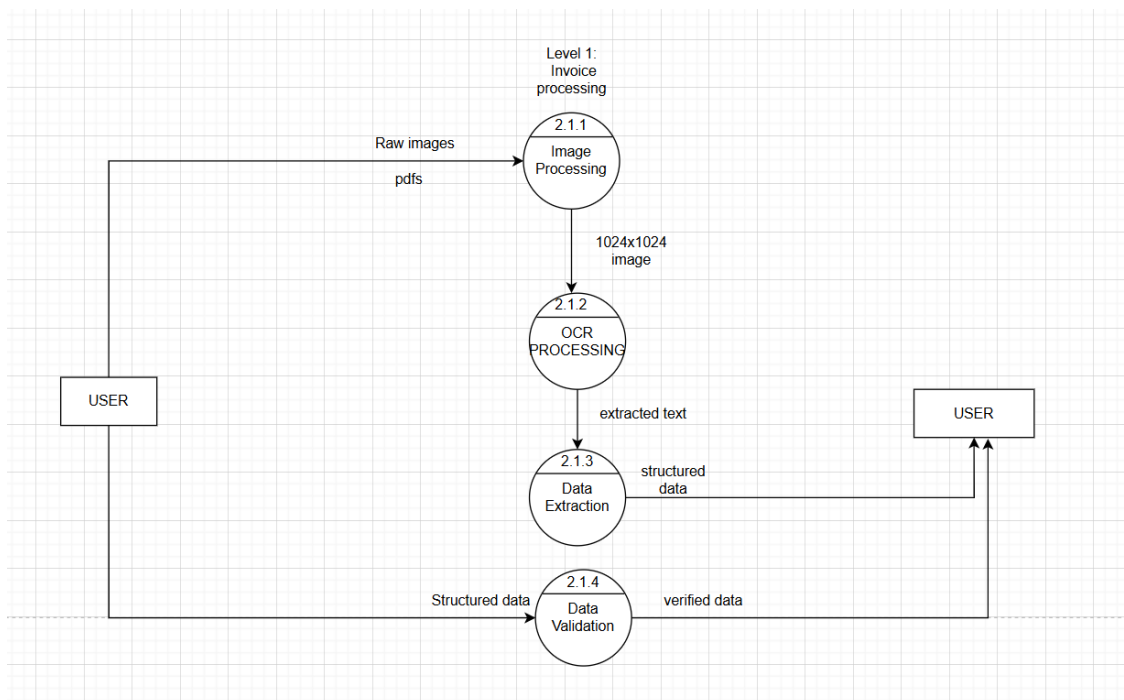 Level 1:
Invoice
processing
2.1.1
Image
Processing
Raw images
pdfs
1024x1024
image
2.1.2
OCR
PROCESSING
USER
USER
extracted text
2.1.3
Data
Extraction
structured
data
2.1.4
Data
Validation
Structured data
verified data